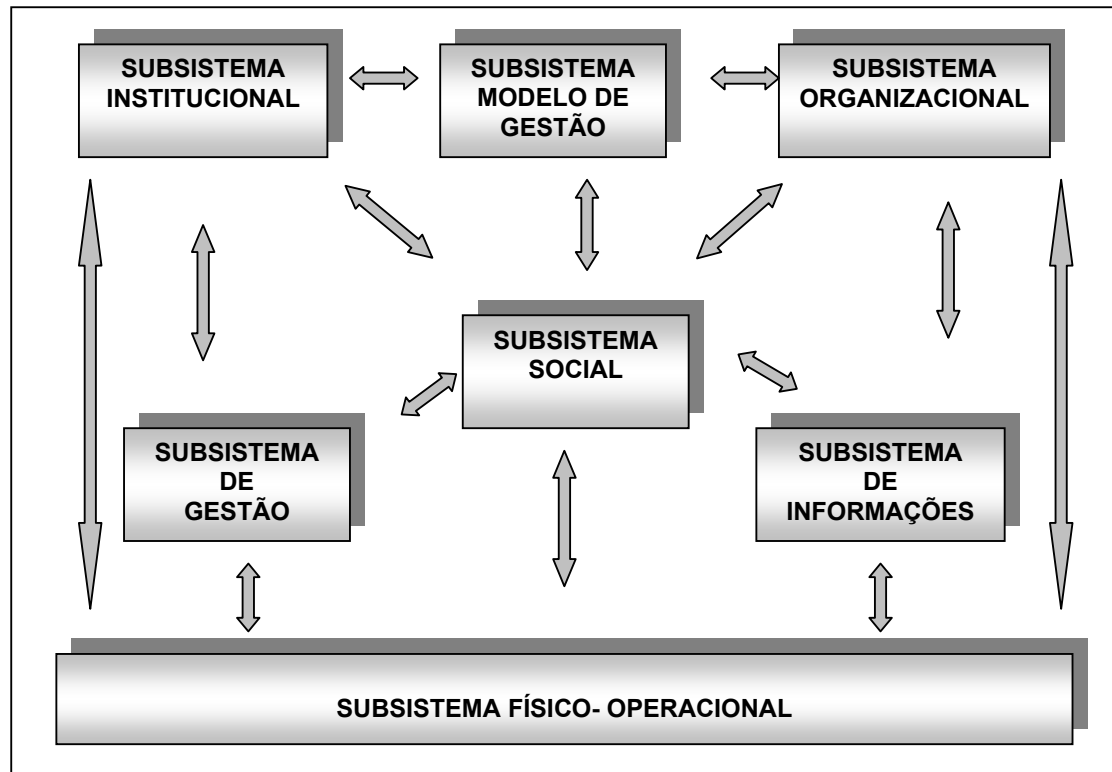 SUBSISTEMA
INSTITUCIONAL
SUBSISTEMA
MODELO DE
GESTÃO
SUBSISTEMA
ORGANIZACIONAL
SUBSISTEMA
SOCIAL
SUBSISTEMA
DE
GESTÃO
SUBSISTEMA
DE
INFORMAÇÕES
SUBSISTEMA FÍSICO- OPERACIONAL